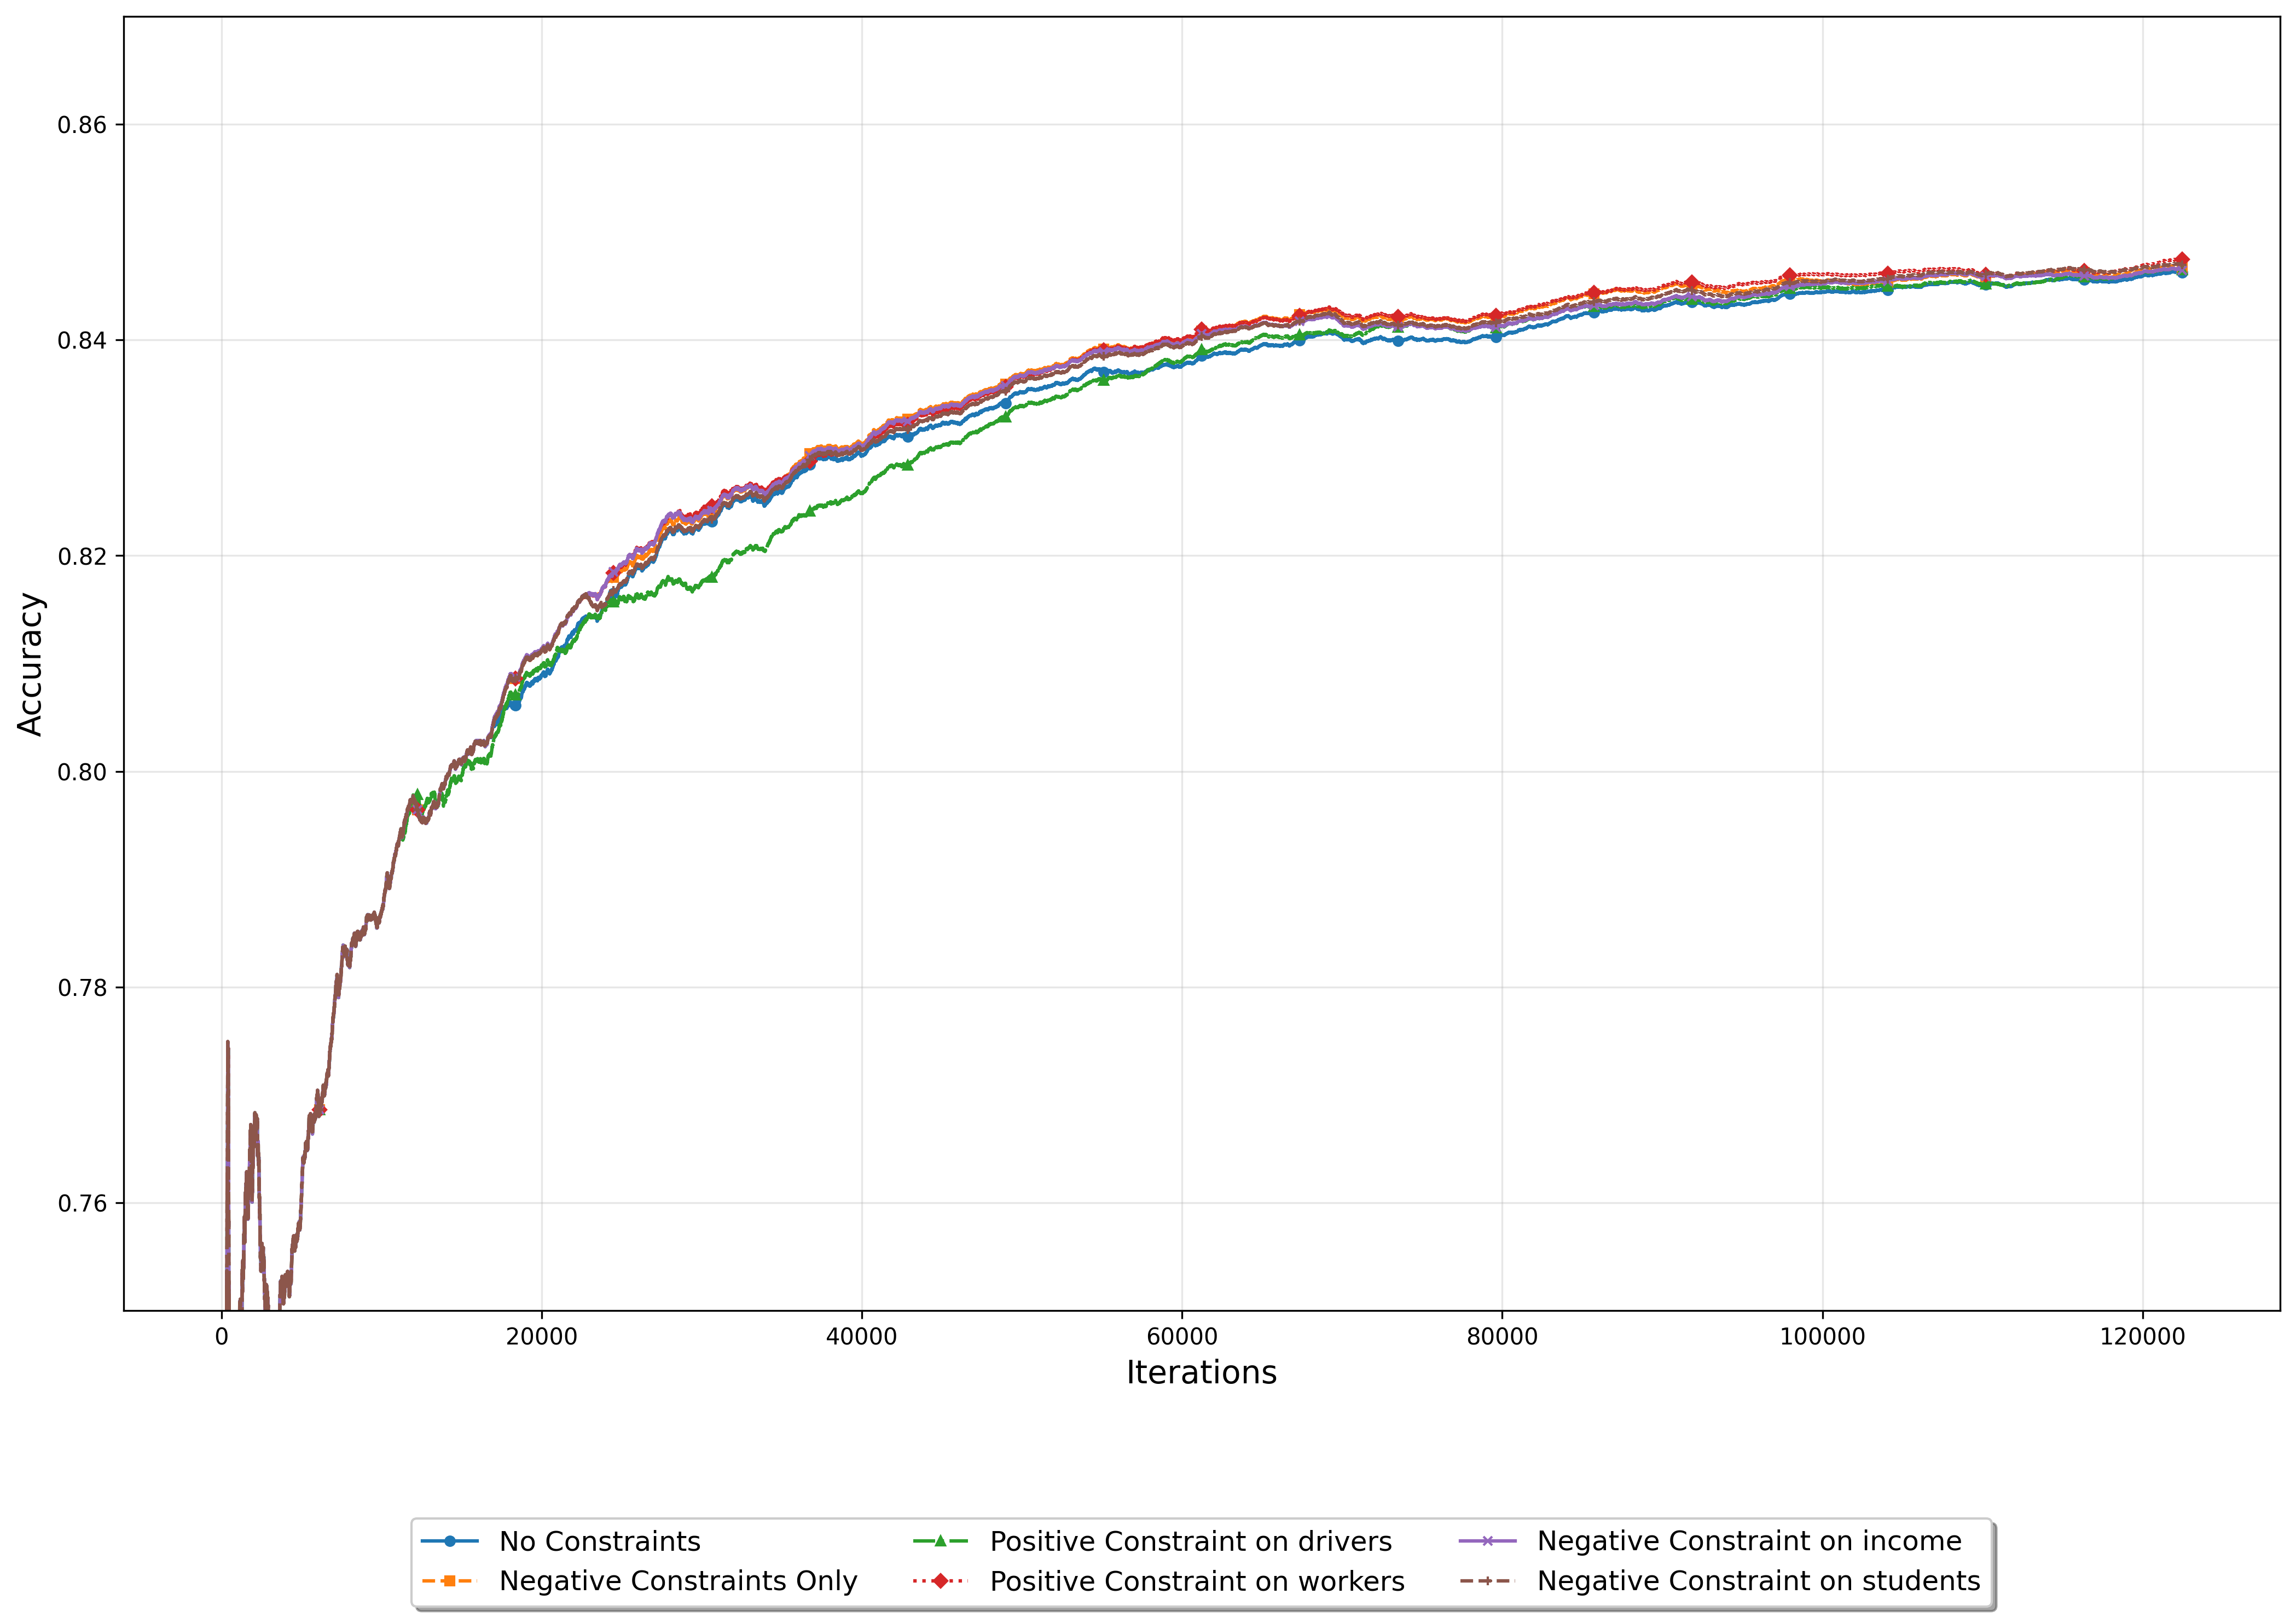 0.86
0.84
0.82
0.80
0.78
0.76
Accuracy
0 20000 40000 60000 80000 100000 120000
Iterations
No Constraints
Negative Constraints Only
Positive Constraint on drivers
Positive Constraint on workers
Negative Constraint on income
Negative Constraint on students